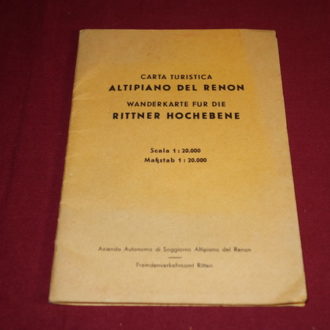 CARTA TURISTICA
ALTIPIANO DEL RENON
WANDERKARTE FÜR DIE
RITTNER HOCHEBENE
Scala 1 : 20.000
Maßstab 1 : 20.000
Azienda Autonoma di Soggiorno Altipiano del Renon
Fremdenverkehrsamt Ritten